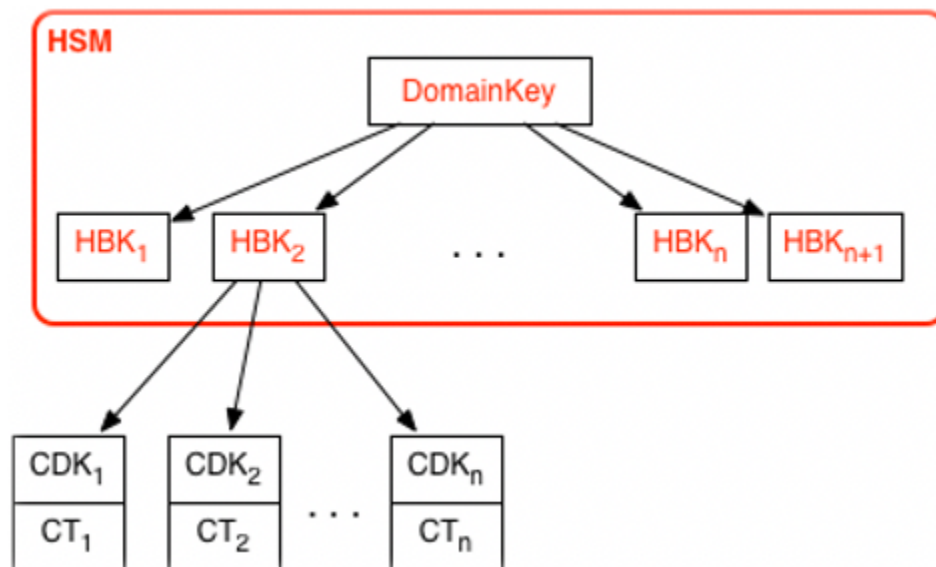 HSM
DomainKey
HBK₁ HBK₂ . . . HBKₙ HBKₙ₊₁
CDK₁ CDK₂ CDKₙ
CT₁ CT₂ . . . CTₙ